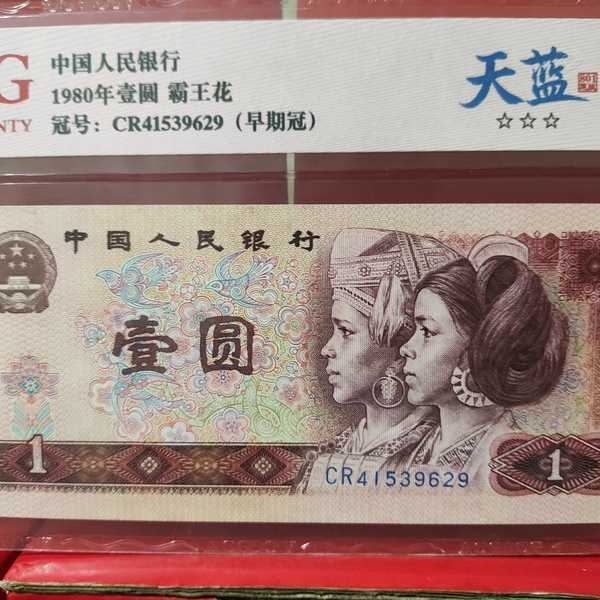 G
NTY
中国人民银行
1980年壹圆 霸王花
冠号：CR41539629（早期冠）
天蓝
801
☆☆☆
中国人民银行
壹圆
1
CR41539629
1